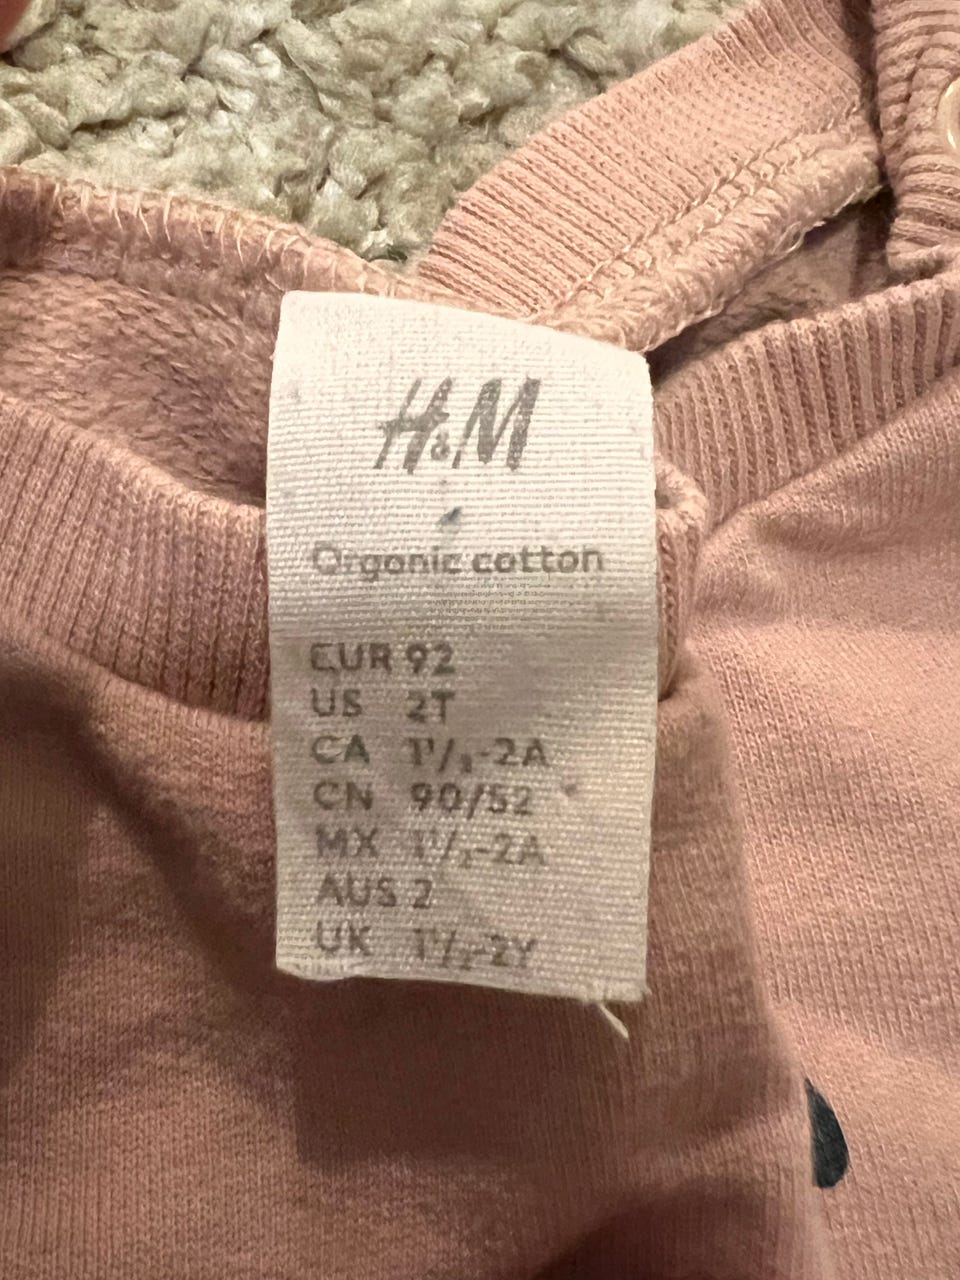 H&M
Organic cotton
EUR 92
US 2T
CA 1½-2A
CN 90/52
MX 1½-2A
AUS 2
UK 1½-2Y